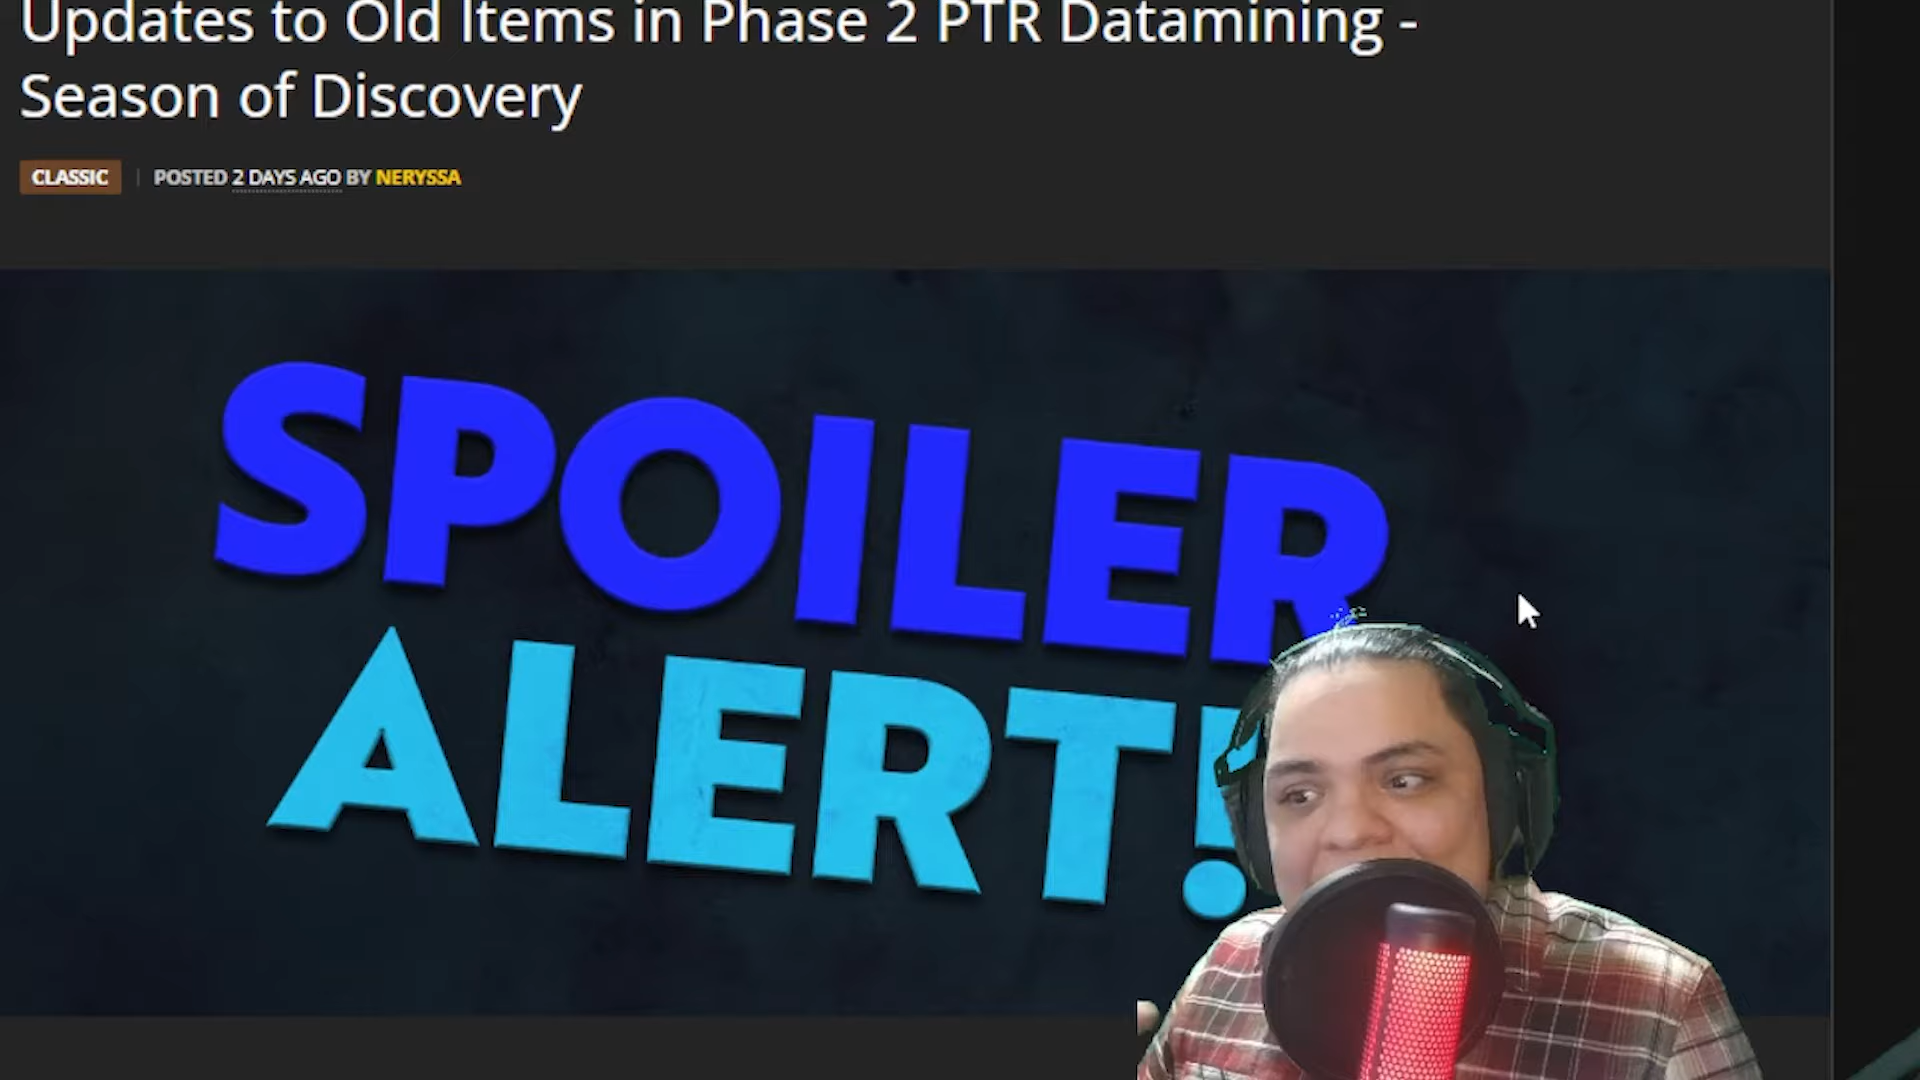 Updates to Old Items in Phase 2 PTR Datamining -
Season of Discovery
CLASSIC | POSTED 2 DAYS AGO BY NERYSSA
SPOILER
ALERT!